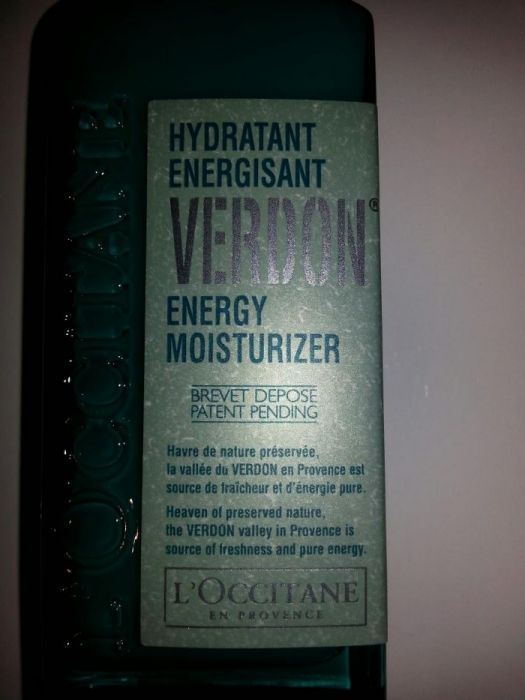 HYDRATANT
ENERGISANT
VERDON®
ENERGY
MOISTURIZER
BREVET DEPOSE
PATENT PENDING
Havre de nature préservée,
la vallée du VERDON en Provence est
source de fraîcheur et d'énergie pure.
Heaven of preserved nature,
the VERDON valley in Provence is
source of freshness and pure energy.
L'OCCITANE
EN PROVENCE
L'OCCITANE